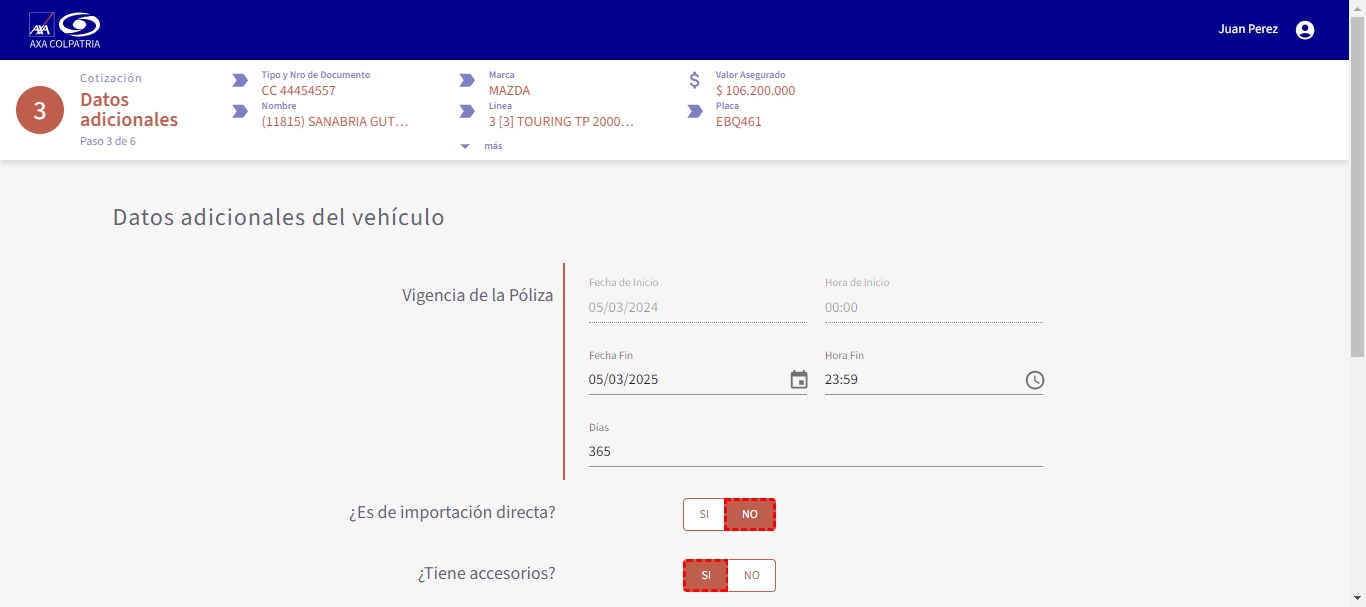 AXA
AXA COLPATRIA
Juan Perez
3
Cotización
Datos
adicionales
Paso 3 de 6
Tipo y Nro de Documento
CC 44454557
Nombre
(11815) SANABRIA GUT…
Marca
MAZDA
Línea
3 [3] TOURING TP 2000…
más
$
Valor Asegurado
$ 106.200.000
Placa
EBQ461
Datos adicionales del vehículo
Vigencia de la Póliza
Fecha de Inicio
05/03/2024
Hora de Inicio
00:00
Fecha Fin
05/03/2025
Hora Fin
23:59
Días
365
¿Es de importación directa?
SI NO
¿Tiene accesorios?
SI NO